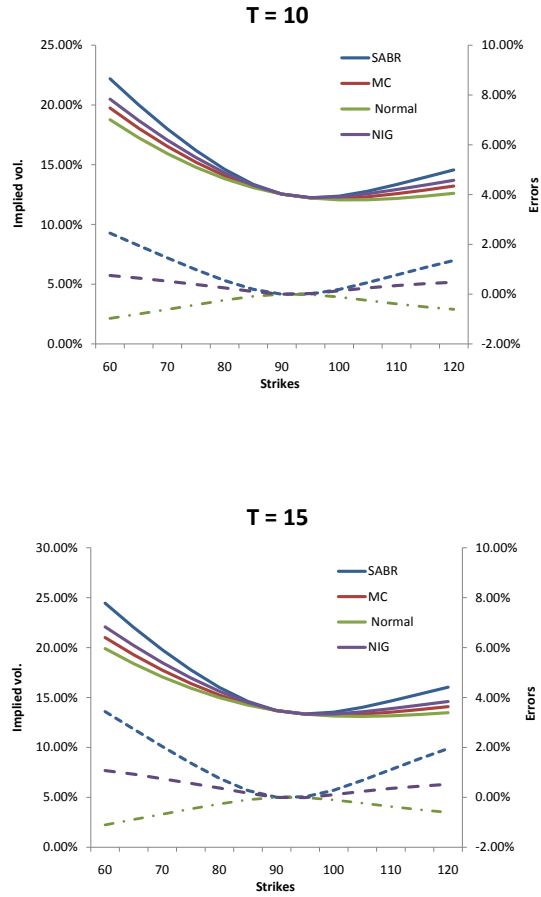 T = 10
25.00%
20.00%
15.00%
10.00%
5.00%
0.00%
Implied vol.
10.00%
8.00%
6.00%
4.00%
2.00%
0.00%
-2.00%
Errors
SABR
MC
Normal
NIG
60 70 80 90 100 110 120
Strikes
T = 15
30.00%
25.00%
20.00%
15.00%
10.00%
5.00%
0.00%
Implied vol.
10.00%
8.00%
6.00%
4.00%
2.00%
0.00%
-2.00%
Errors
SABR
MC
Normal
NIG
60 70 80 90 100 110 120
Strikes